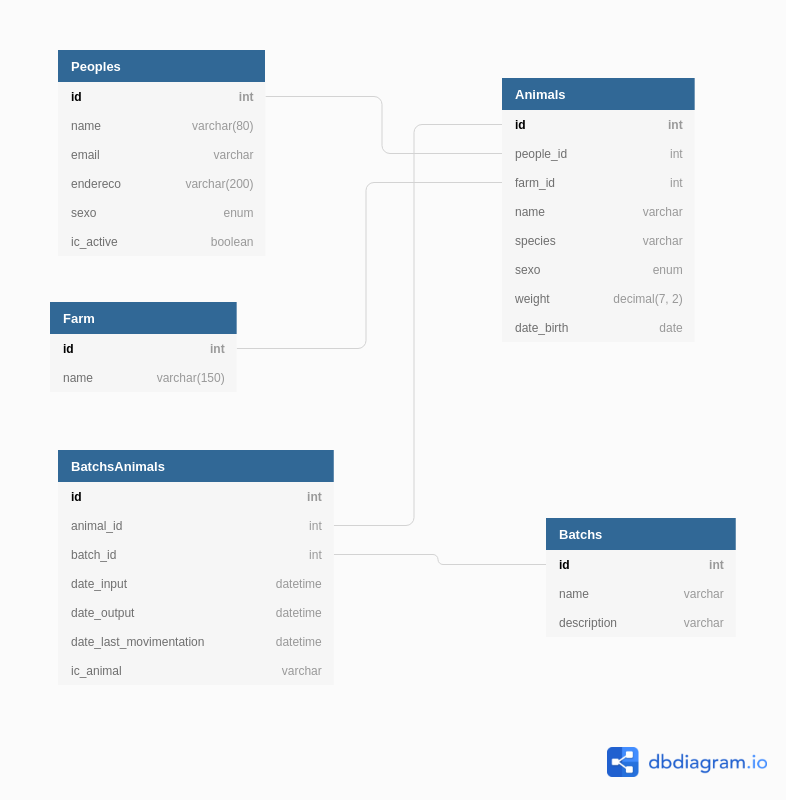 Peoples
id int
name varchar(80)
email varchar
endereco varchar(200)
sexo enum
ic_active boolean
Animals
id int
people_id int
farm_id int
name varchar
species varchar
sexo enum
weight decimal(7, 2)
date_birth date
Farm
id int
name varchar(150)
BatchsAnimals
id int
animal_id int
batch_id int
date_input datetime
date_output datetime
date_last_movimentation datetime
ic_animal varchar
Batchs
id int
name varchar
description varchar
dbdiagram.io